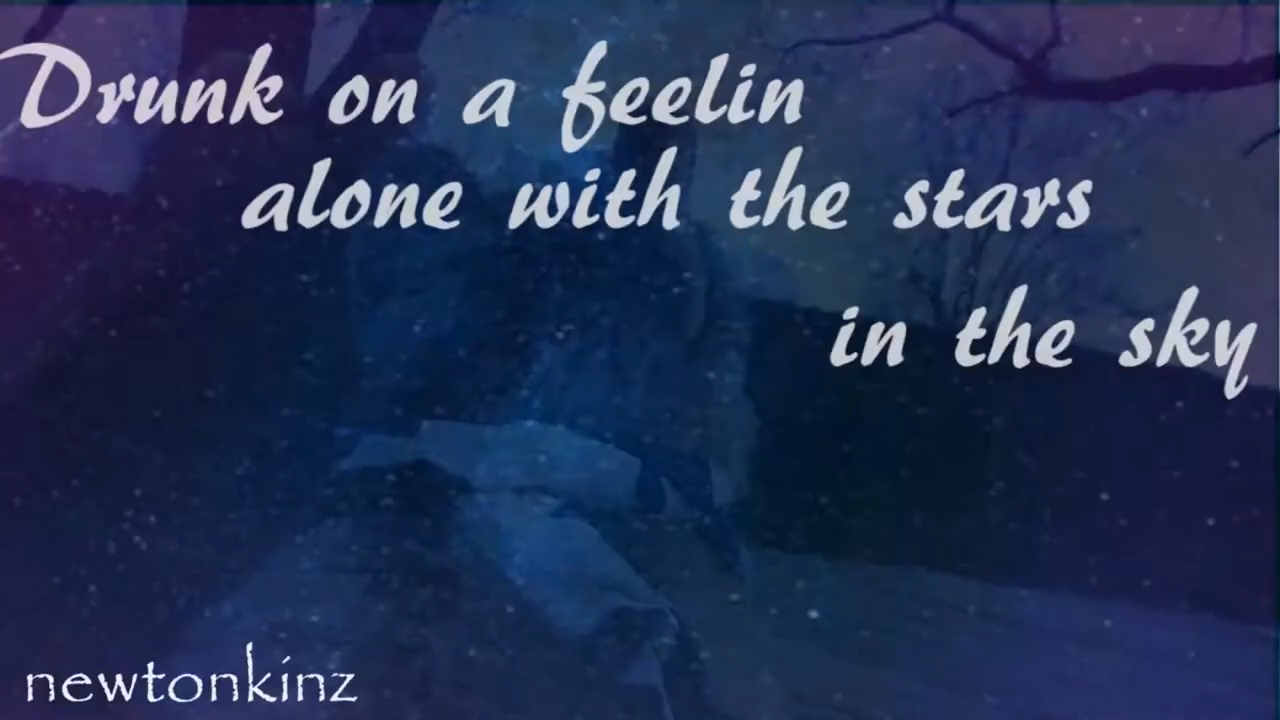 Drunk on a feelin
alone with the stars
in the sky
newtonkinz